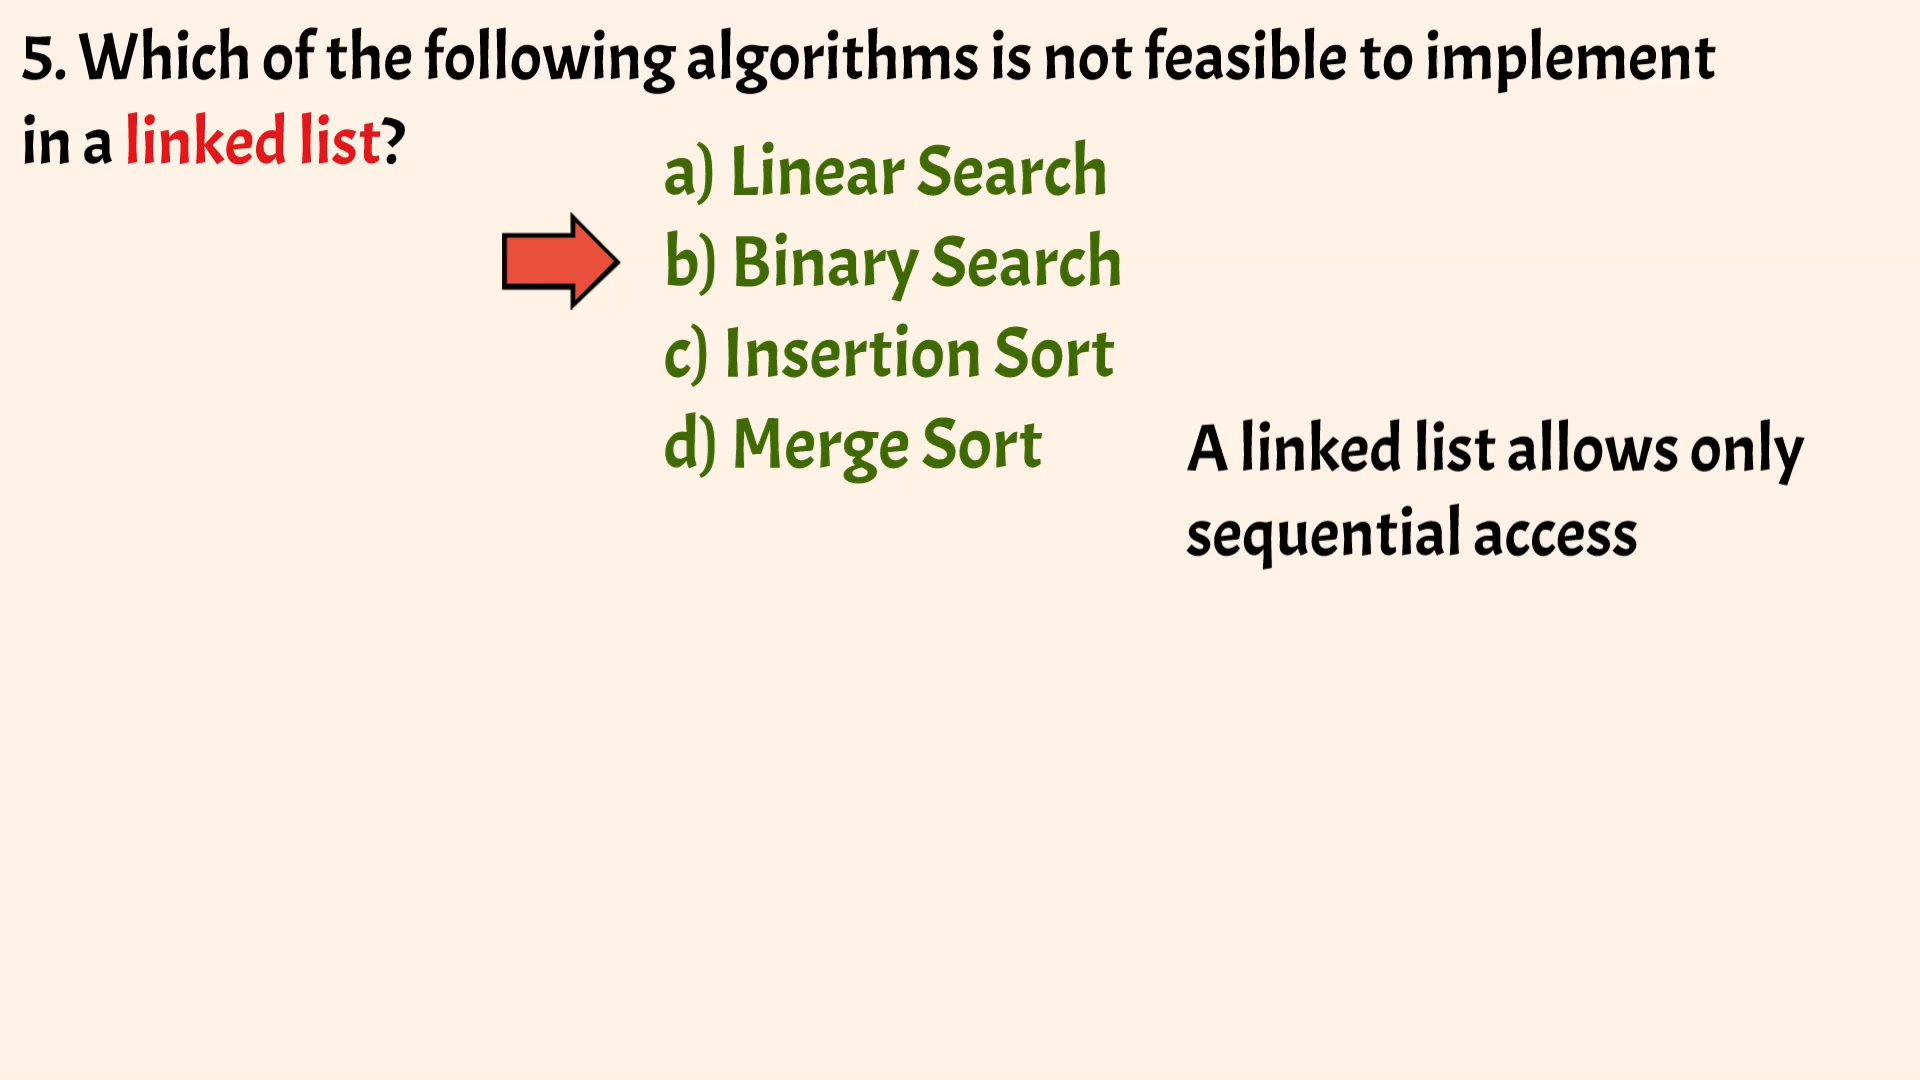 5. Which of the following algorithms is not feasible to implement
in a linked list?
a) Linear Search
b) Binary Search
c) Insertion Sort
d) Merge Sort
A linked list allows only
sequential access